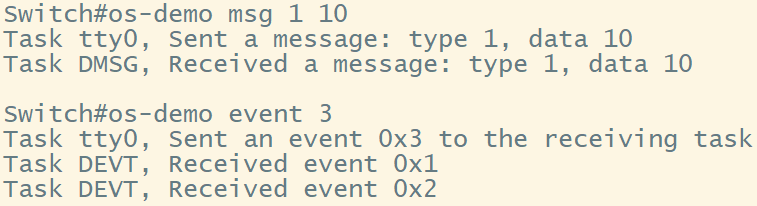 Switch#os-demo msg 1 10
Task tty0, Sent a message: type 1, data 10
Task DMSG, Received a message: type 1, data 10
Switch#os-demo event 3
Task tty0, Sent an event 0x3 to the receiving task
Task DEVT, Received event 0x1
Task DEVT, Received event 0x2